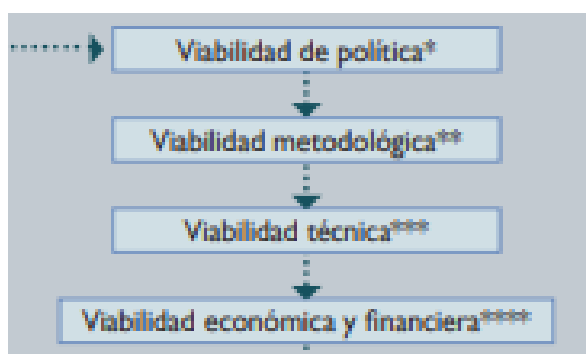 Viabilidad de política*
Viabilidad metodológica**
Viabilidad técnica***
Viabilidad económica y financiera****